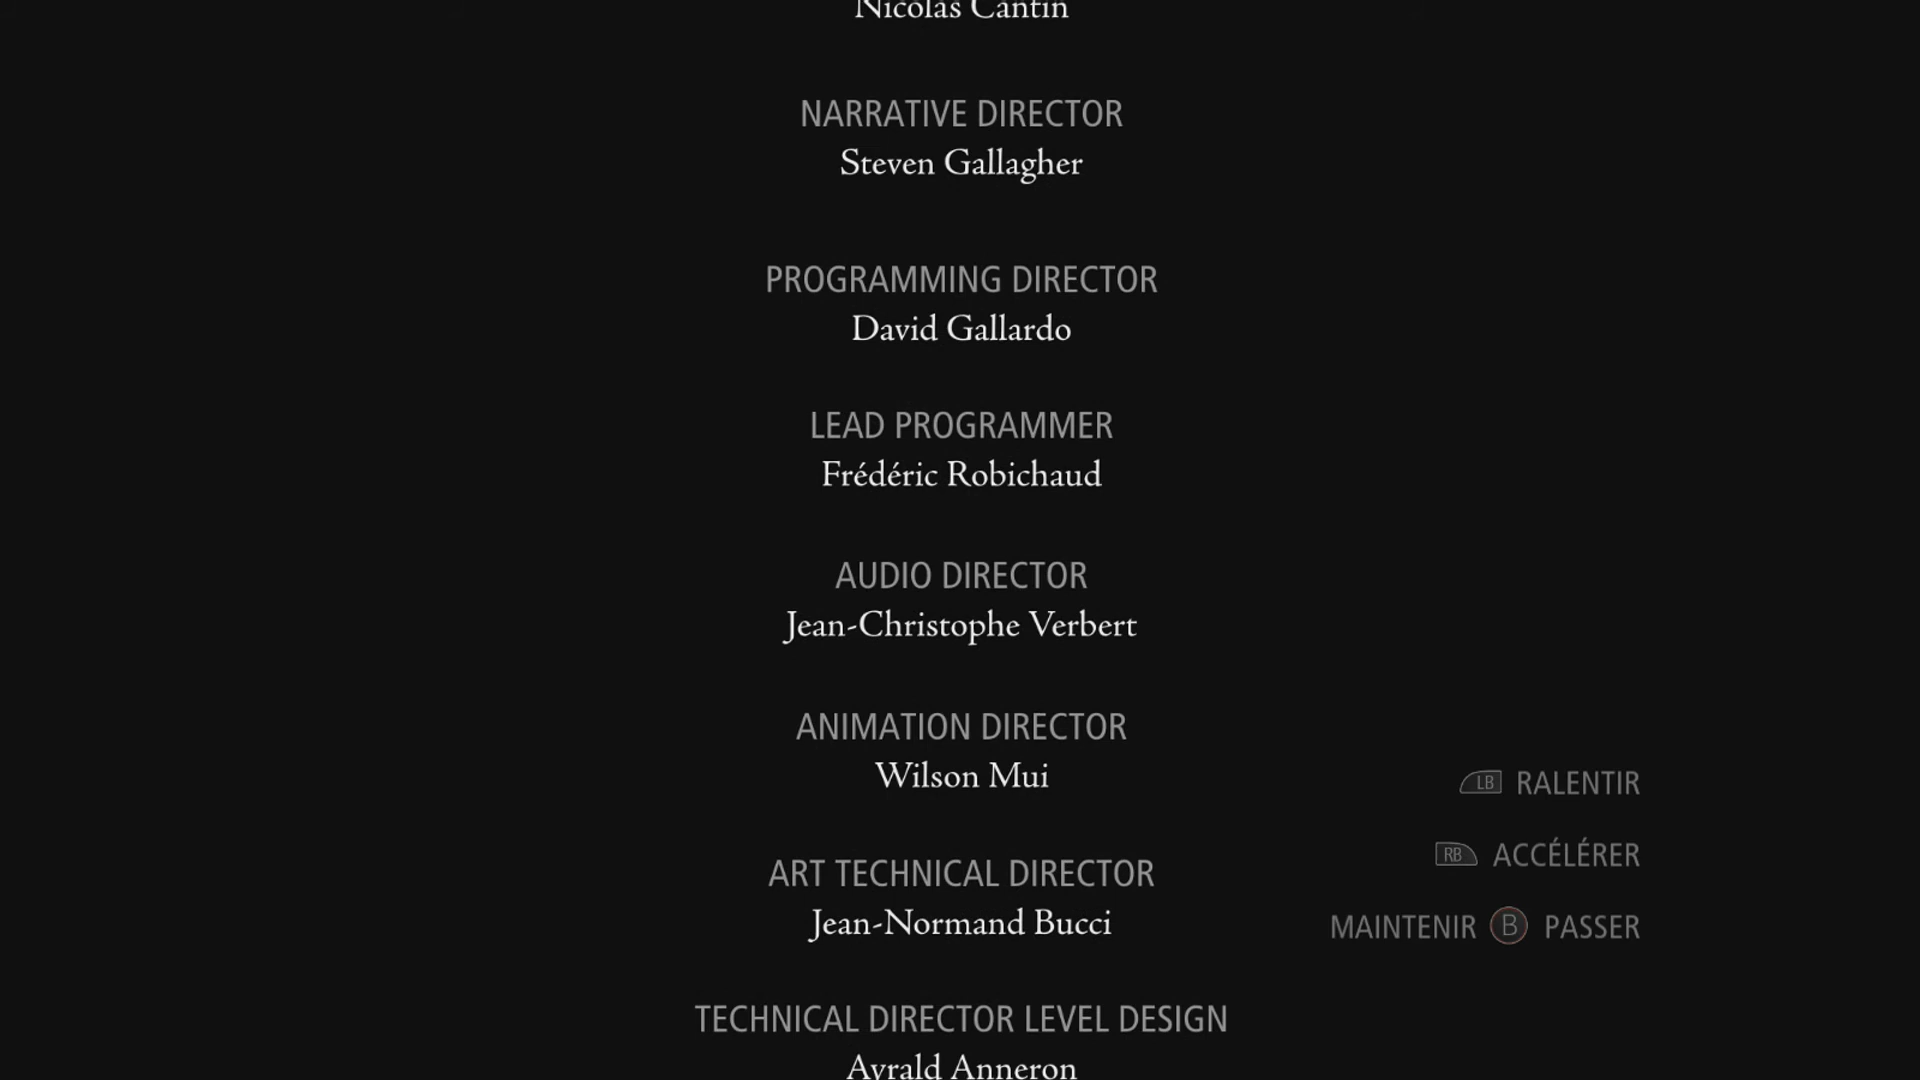 Nicolas Cantin
NARRATIVE DIRECTOR
Steven Gallagher
PROGRAMMING DIRECTOR
David Gallardo
LEAD PROGRAMMER
Frédéric Robichaud
AUDIO DIRECTOR
Jean-Christophe Verbert
ANIMATION DIRECTOR
Wilson Mui
LB RALENTIR
RB ACCÉLÉRER
ART TECHNICAL DIRECTOR
Jean-Normand Bucci
MAINTENIR B PASSER
TECHNICAL DIRECTOR LEVEL DESIGN
Ayrald Anneron